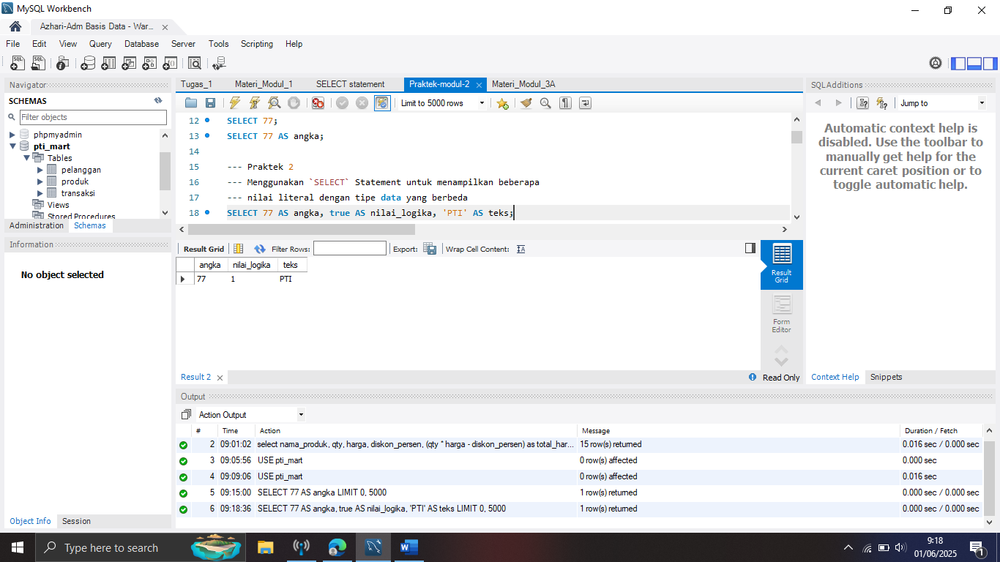 MySQL Workbench
Azhari-Adm Basis Data - War...
File Edit View Query Database Server Tools Scripting Help
Navigator
SCHEMAS
Filter objects
phpmyadmin
pti_mart
Tables
pelanggan
produk
transaksi
Views
Stored Procedures
Administration Schemas
Information
No object selected
Object Info Session
Tugas_1 Materi_Modul_1 SELECT statement Praktek-modul-2 Materi_Modul_3A
Limit to 5000 rows
12 SELECT 77;
13 SELECT 77 AS angka;
14
15 --- Praktek 2
16 --- Menggunakan `SELECT` Statement untuk menampilkan beberapa
17 --- nilai literal dengan tipe data yang berbeda
18 SELECT 77 AS angka, true AS nilai_logika, 'PTI' AS teks;
Result Grid Filter Rows: Export: Wrap Cell Content:
angka nilai_logika teks
77 1 PTI
Result Grid
Form Editor
Result 2 Read Only
SQLAdditions
Jump to
Automatic context help is
disabled. Use the toolbar to
manually get help for the
current caret position or to
toggle automatic help.
Context Help Snippets
Output
Action Output
# Time Action Message Duration / Fetch
2 09:01:02 select nama_produk, qty, harga, diskon_persen, (qty * harga - diskon_persen) as total_har... 15 row(s) returned 0.016 sec / 0.000 sec
3 09:05:56 USE pti_mart 0 row(s) affected 0.000 sec
4 09:09:06 USE pti_mart 0 row(s) affected 0.016 sec
5 09:15:00 SELECT 77 AS angka LIMIT 0, 5000 1 row(s) returned 0.000 sec / 0.000 sec
6 09:18:36 SELECT 77 AS angka, true AS nilai_logika, 'PTI' AS teks LIMIT 0, 5000 1 row(s) returned 0.000 sec / 0.000 sec
Type here to search
9:18
01/06/2025
1